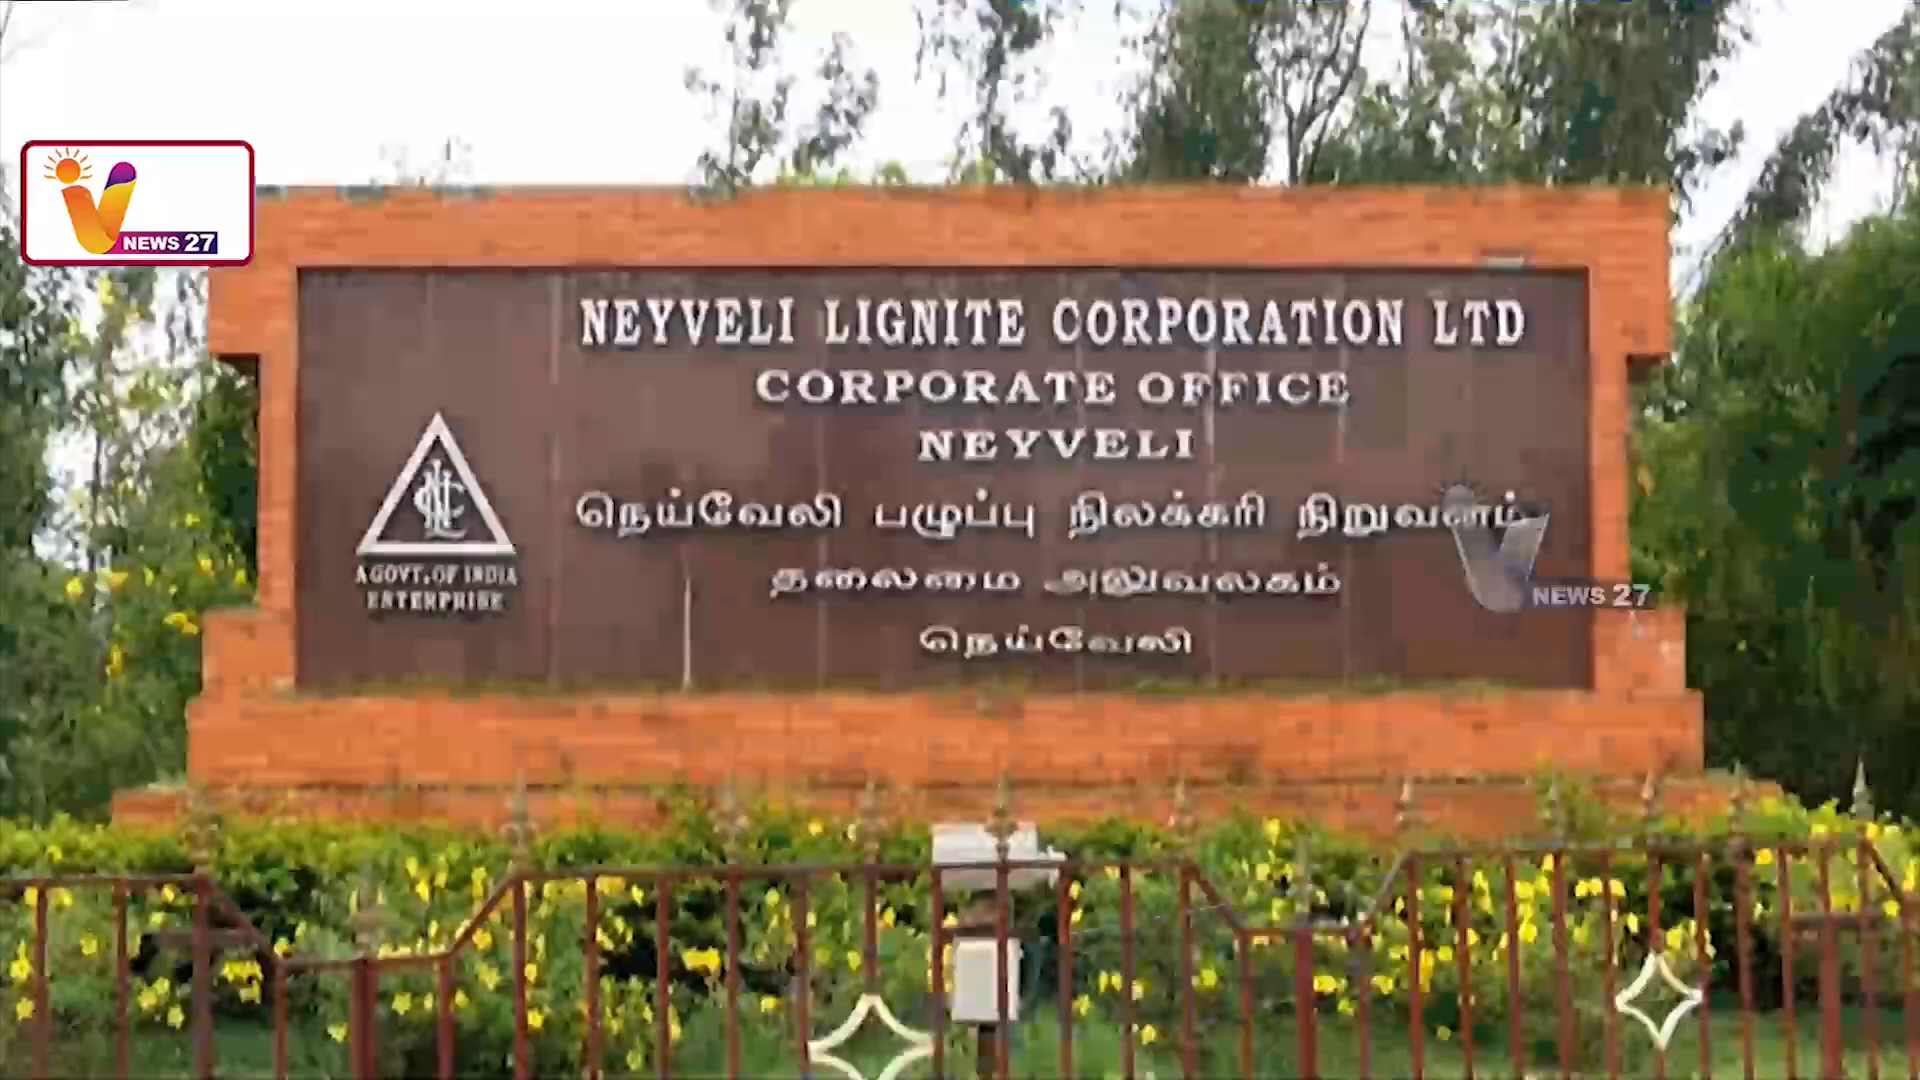 NEWS 27
NEYVELI LIGNITE CORPORATION LTD
CORPORATE OFFICE
NEYVELI
நெய்வேலி பழுப்பு நிலக்கரி நிறுவனம்
தலைமை அலுவலகம்
நெய்வேலி
NLC
A GOVT. OF INDIA
ENTERPRISE
NEWS 27